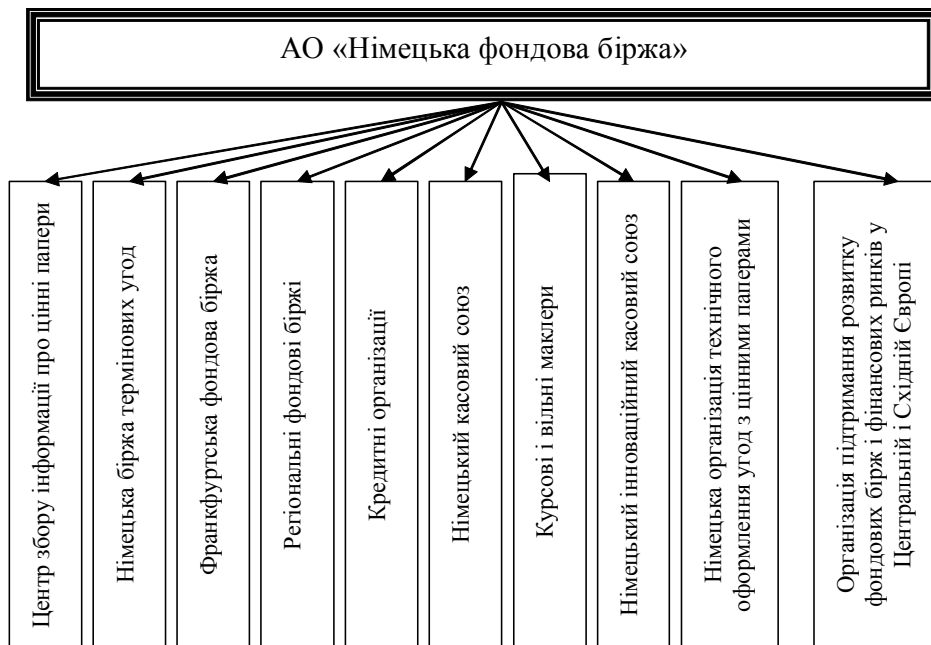 АО «Німецька фондова біржа»
Центр збору інформації про цінні папери
Німецька біржа термінових угод
Франкфуртська фондова біржа
Регіональні фондові біржі
Кредитні організації
Німецький касовий союз
Курсові і вільні маклери
Німецький інноваційний касовий союз
Німецька організація технічного
оформлення угод з цінними паперами
Організація підтримання розвитку
фондових бірж і фінансових ринків у
Центральній і Східній Європі